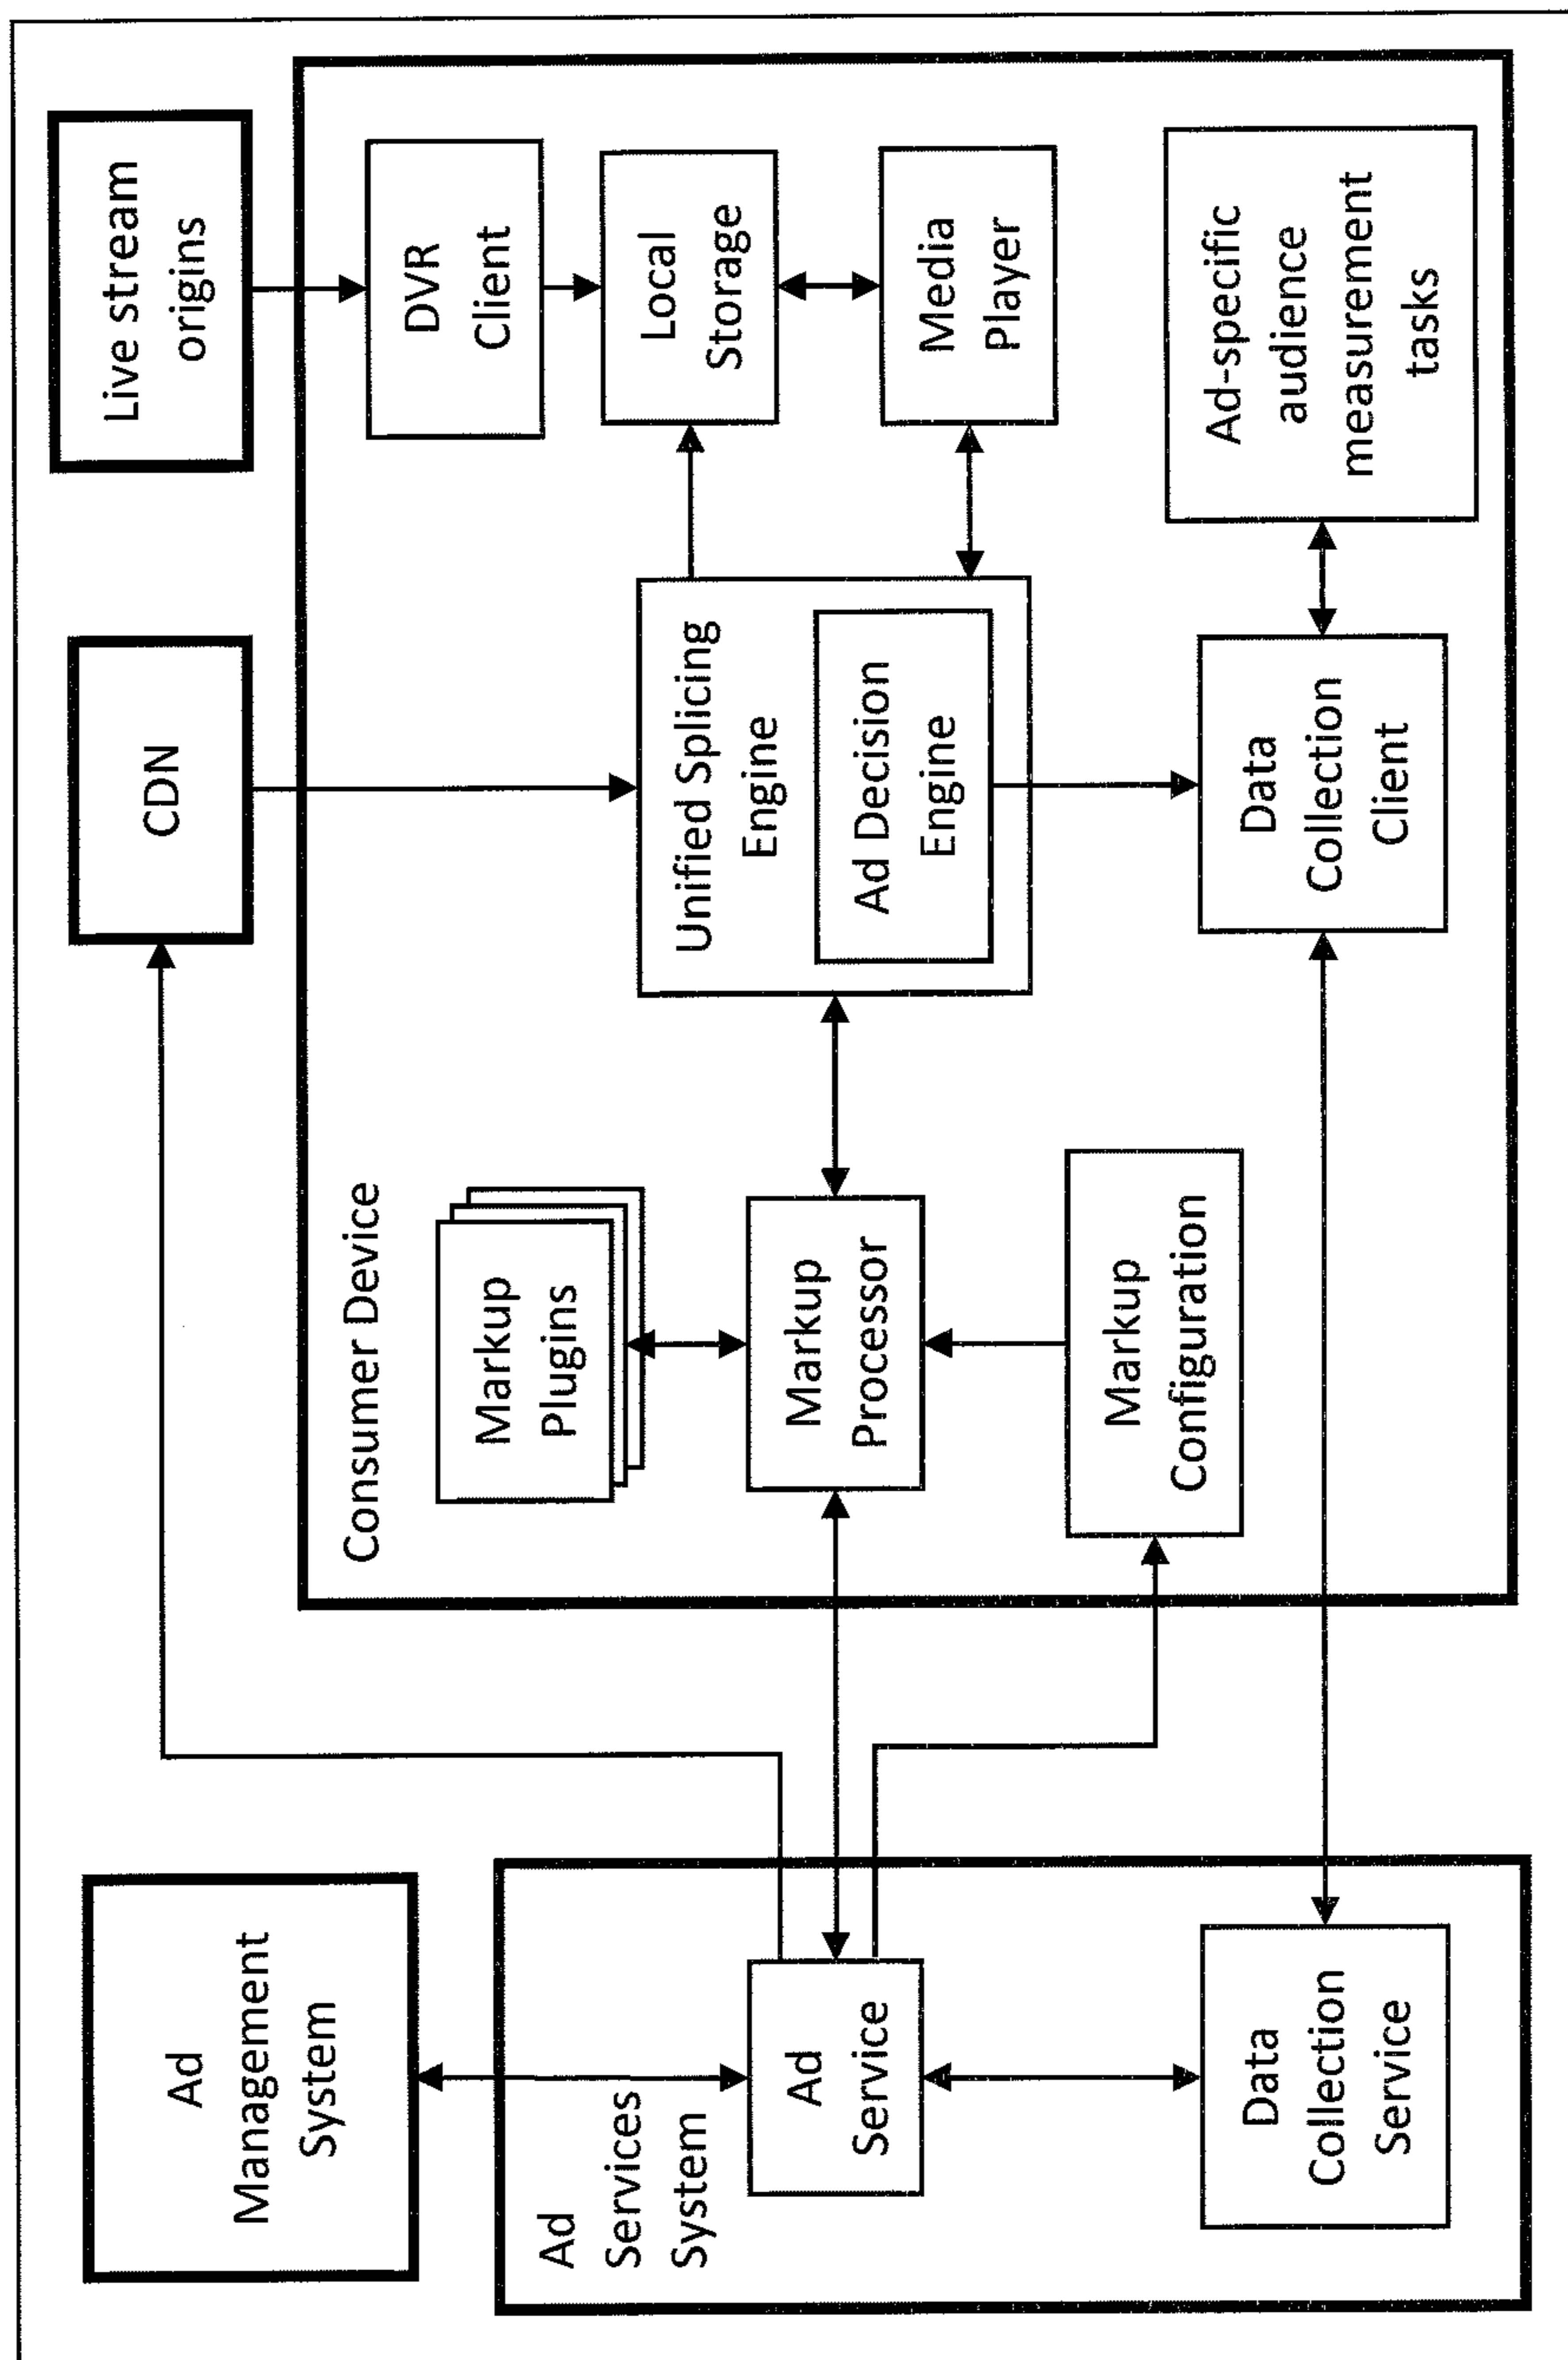 Ad
Management
System
CDN
Live stream
origins
Ad
Services
System
Ad
Service
Data
Collection
Service
Consumer Device
Markup
Plugins
Markup
Processor
Markup
Configuration
Unified Splicing
Engine
Ad Decision
Engine
Data
Collection
Client
DVR
Client
Local
Storage
Media
Player
Ad-specific
audience
measurement
tasks